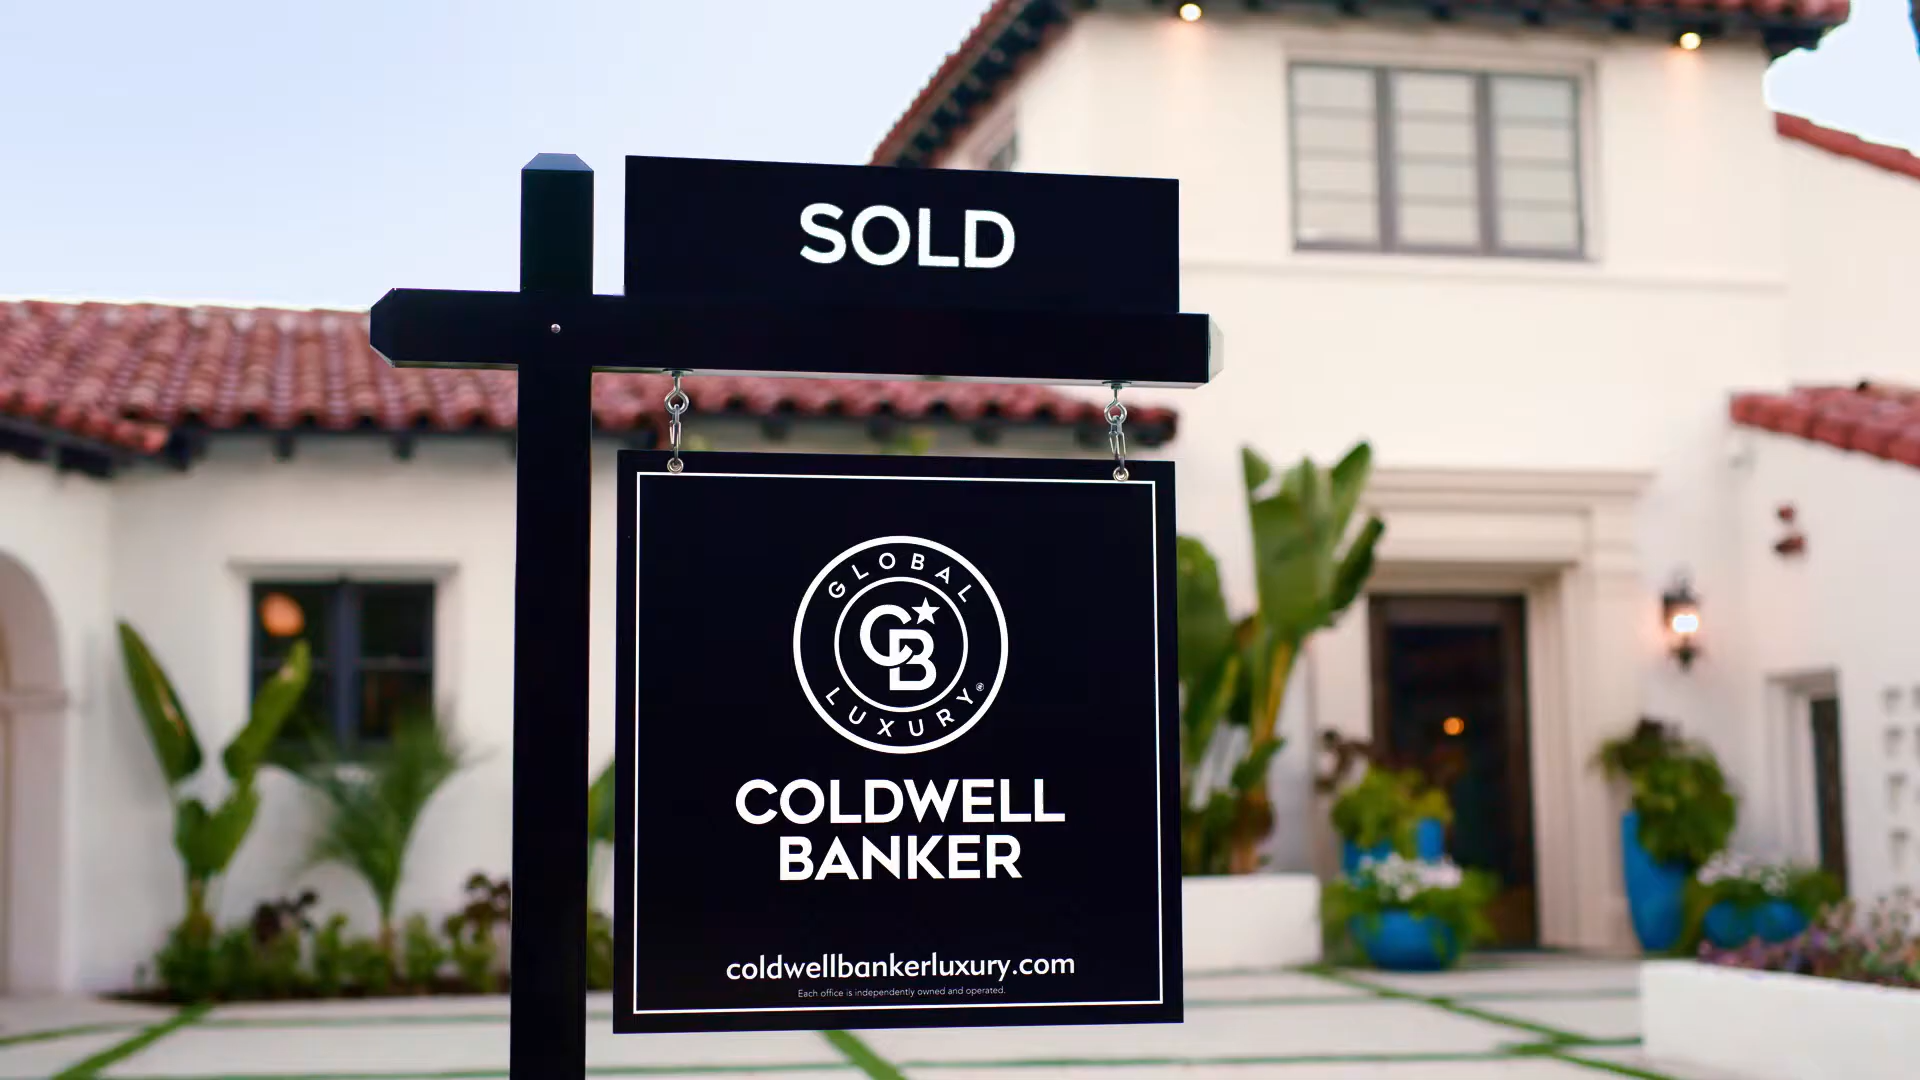 SOLD
GLOBAL
CB
LUXURY®
COLDWELL
BANKER
coldwellbankerluxury.com
Each office is independently owned and operated.